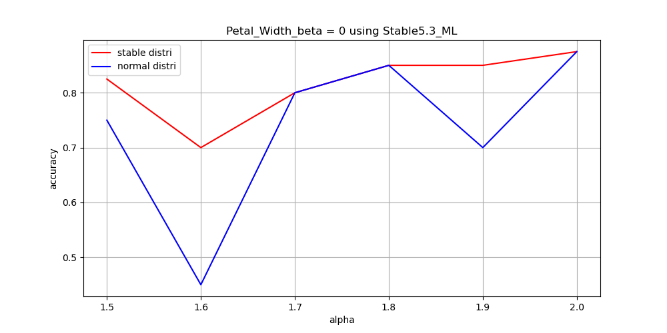 Petal_Width_beta = 0 using Stable5.3_ML
stable distri
normal distri
accuracy
0.8
0.7
0.6
0.5
1.5 1.6 1.7 1.8 1.9 2.0
alpha